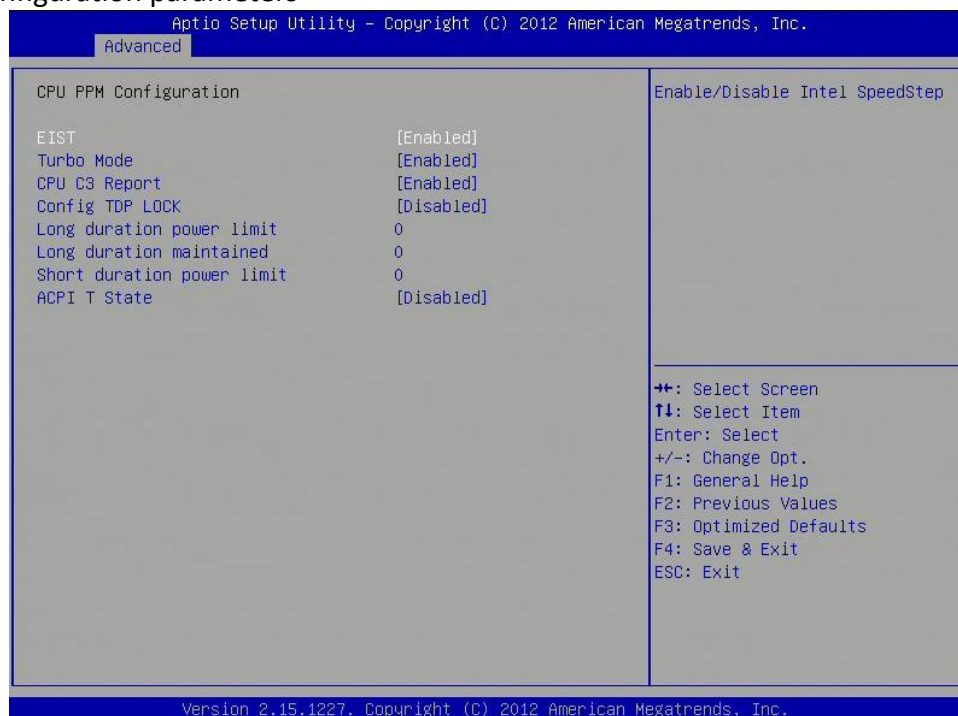 nfiguration parameters
Aptio Setup Utility – Copyright (C) 2012 American Megatrends, Inc.
Advanced
CPU PPM Configuration
EIST [Enabled]
Turbo Mode [Enabled]
CPU C3 Report [Enabled]
Config TDP LOCK [Disabled]
Long duration power limit 0
Long duration maintained 0
Short duration power limit 0
ACPI T State [Disabled]
Enable/Disable Intel SpeedStep
→←: Select Screen
↑↓: Select Item
Enter: Select
+/-: Change Opt.
F1: General Help
F2: Previous Values
F3: Optimized Defaults
F4: Save & Exit
ESC: Exit
Version 2.15.1227. Copyright (C) 2012 American Megatrends, Inc.